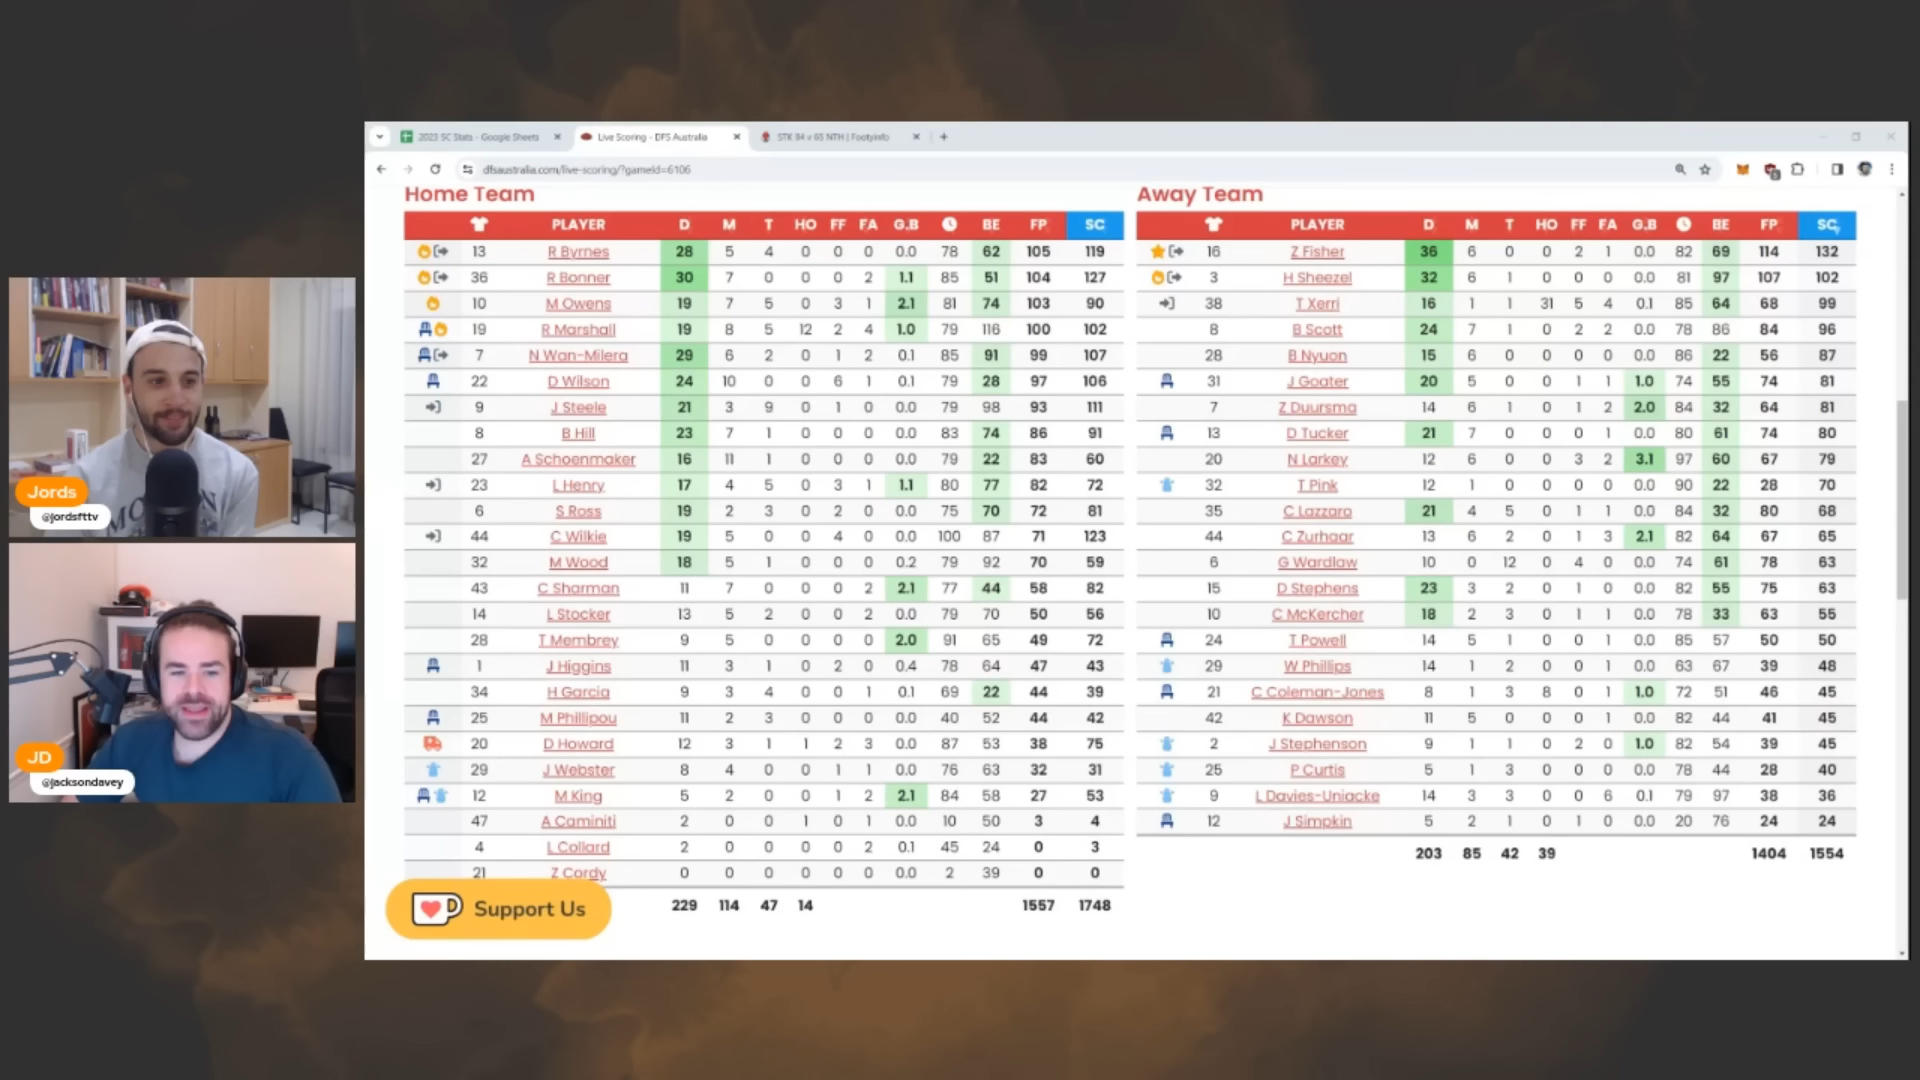 2023 SC Stats - Google Sheets
Live Scoring - DFS Australia
STK 84 v 65 NTH | Footyinfo
dfsaustralia.com/live-scoring/?gameId=6106
Home Team
PLAYER D M T HO FF FA G.B BE FP SC
13 R Byrnes 28 5 4 0 0 0 0.0 78 62 105 119
36 R Bonner 30 7 0 0 0 2 1.1 85 51 104 127
10 M Owens 19 7 5 0 3 1 2.1 81 74 103 90
19 R Marshall 19 8 5 12 2 4 1.0 79 116 100 102
7 N Wan-Milera 29 6 2 0 1 2 0.1 85 91 99 107
22 D Wilson 24 10 0 0 6 1 0.1 79 28 97 106
9 J Steele 21 3 9 0 1 0 0.0 79 98 93 111
8 B Hill 23 7 1 0 0 0 0.0 83 74 86 91
27 A Schoenmaker 16 11 1 0 0 0 0.0 79 22 83 60
23 L Henry 17 4 5 0 3 1 1.1 80 77 82 72
6 S Ross 19 2 3 0 2 0 0.0 75 70 72 81
44 C Wilkie 19 5 0 0 4 0 0.0 100 87 71 123
32 M Wood 18 5 1 0 0 0 0.2 79 92 70 59
43 C Sharman 11 7 0 0 0 2 2.1 77 44 58 82
14 L Stocker 13 5 2 0 0 2 0.0 79 70 50 56
28 T Membrey 9 5 0 0 0 0 2.0 91 65 49 72
1 J Higgins 11 3 1 0 2 0 0.4 78 64 47 43
34 H Garcia 9 3 4 0 0 1 0.1 69 22 44 39
25 M Phillipou 11 2 3 0 0 0 0.0 40 52 44 42
20 D Howard 12 3 1 1 2 3 0.0 87 53 38 75
29 J Webster 8 4 0 0 1 1 0.0 76 63 32 31
12 M King 5 2 0 0 1 2 2.1 84 58 27 53
47 A Caminiti 2 0 0 1 0 1 0.0 10 50 3 4
4 L Collard 2 0 0 0 0 2 0.1 45 24 0 3
21 Z Cordy 0 0 0 0 0 0 0.0 2 39 0 0
229 114 47 14 1557 1748
Support Us
Away Team
PLAYER D M T HO FF FA G.B BE FP SC
16 Z Fisher 36 6 0 0 2 1 0.0 82 69 114 132
3 H Sheezel 32 6 1 0 0 0 0.0 81 97 107 102
38 T Xerri 16 1 1 31 5 4 0.1 85 64 68 99
8 B Scott 24 7 1 0 2 2 0.0 78 86 84 96
28 B Nyuon 15 6 0 0 0 0 0.0 86 22 56 87
31 J Goater 20 5 0 0 1 1 1.0 74 55 74 81
7 Z Duursma 14 6 1 0 1 2 2.0 84 32 64 81
13 D Tucker 21 7 0 0 0 1 0.0 80 61 74 80
20 N Larkey 12 6 0 0 3 2 3.1 97 60 67 79
32 T Pink 12 1 0 0 0 0 0.0 90 22 28 70
35 C Lazzaro 21 4 5 0 1 1 0.0 84 32 80 68
44 C Zurhaar 13 6 2 0 1 3 2.1 82 64 67 65
6 G Wardlaw 10 0 12 0 4 0 0.0 74 61 78 63
15 D Stephens 23 3 2 0 1 0 0.0 82 55 75 63
10 C McKercher 18 2 3 0 1 1 0.0 78 33 63 55
24 T Powell 14 5 1 0 0 1 0.0 85 57 50 50
29 W Phillips 14 1 2 0 0 1 0.0 63 67 39 48
21 C Coleman-Jones 8 1 3 8 0 1 1.0 72 51 46 45
42 K Dawson 11 5 0 0 0 1 0.0 82 44 41 45
2 J Stephenson 9 1 1 0 2 0 1.0 82 54 39 45
25 P Curtis 5 1 3 0 0 0 0.0 78 44 28 40
9 L Davies-Uniacke 14 3 3 0 0 6 0.1 79 97 38 36
12 J Simpkin 5 2 1 0 1 0 0.0 20 76 24 24
203 85 42 39 1404 1554
Jords
@jordsfttv
JD
@jacksondavey